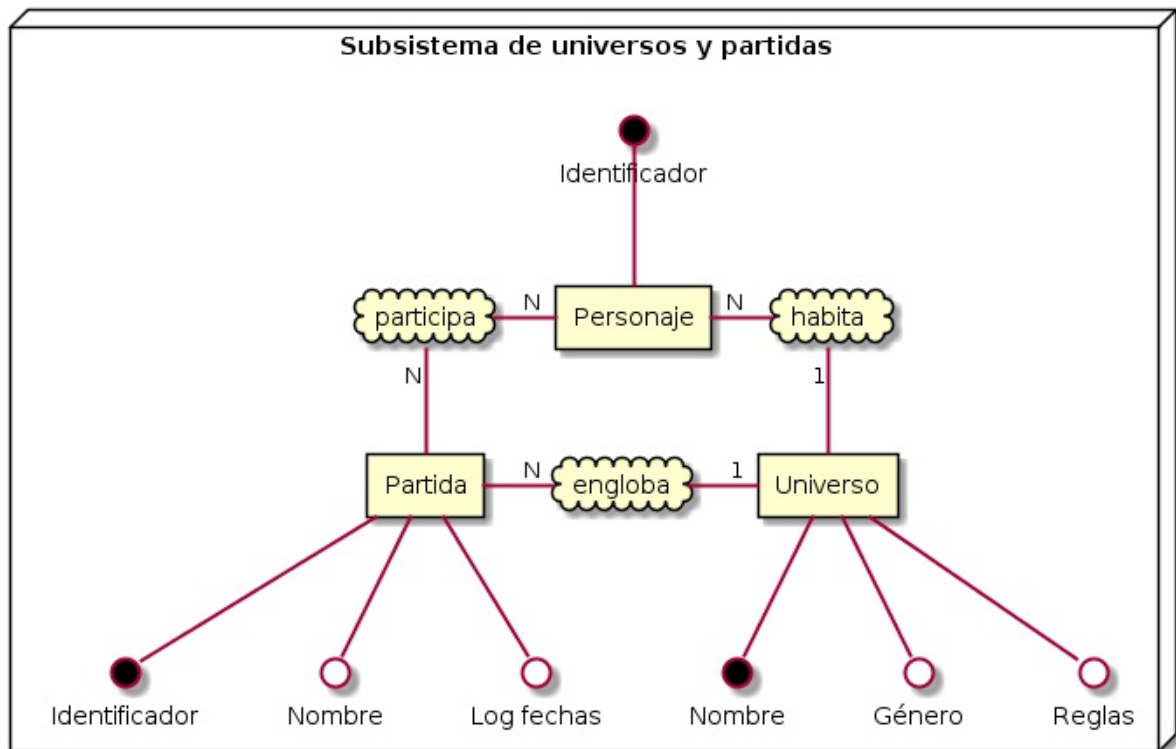 Subsistema de universos y partidas
Identificador
participa
N
Personaje
N
habita
N
1
Partida
N
engloba
1
Universo
Identificador
Nombre
Log fechas
Nombre
Género
Reglas